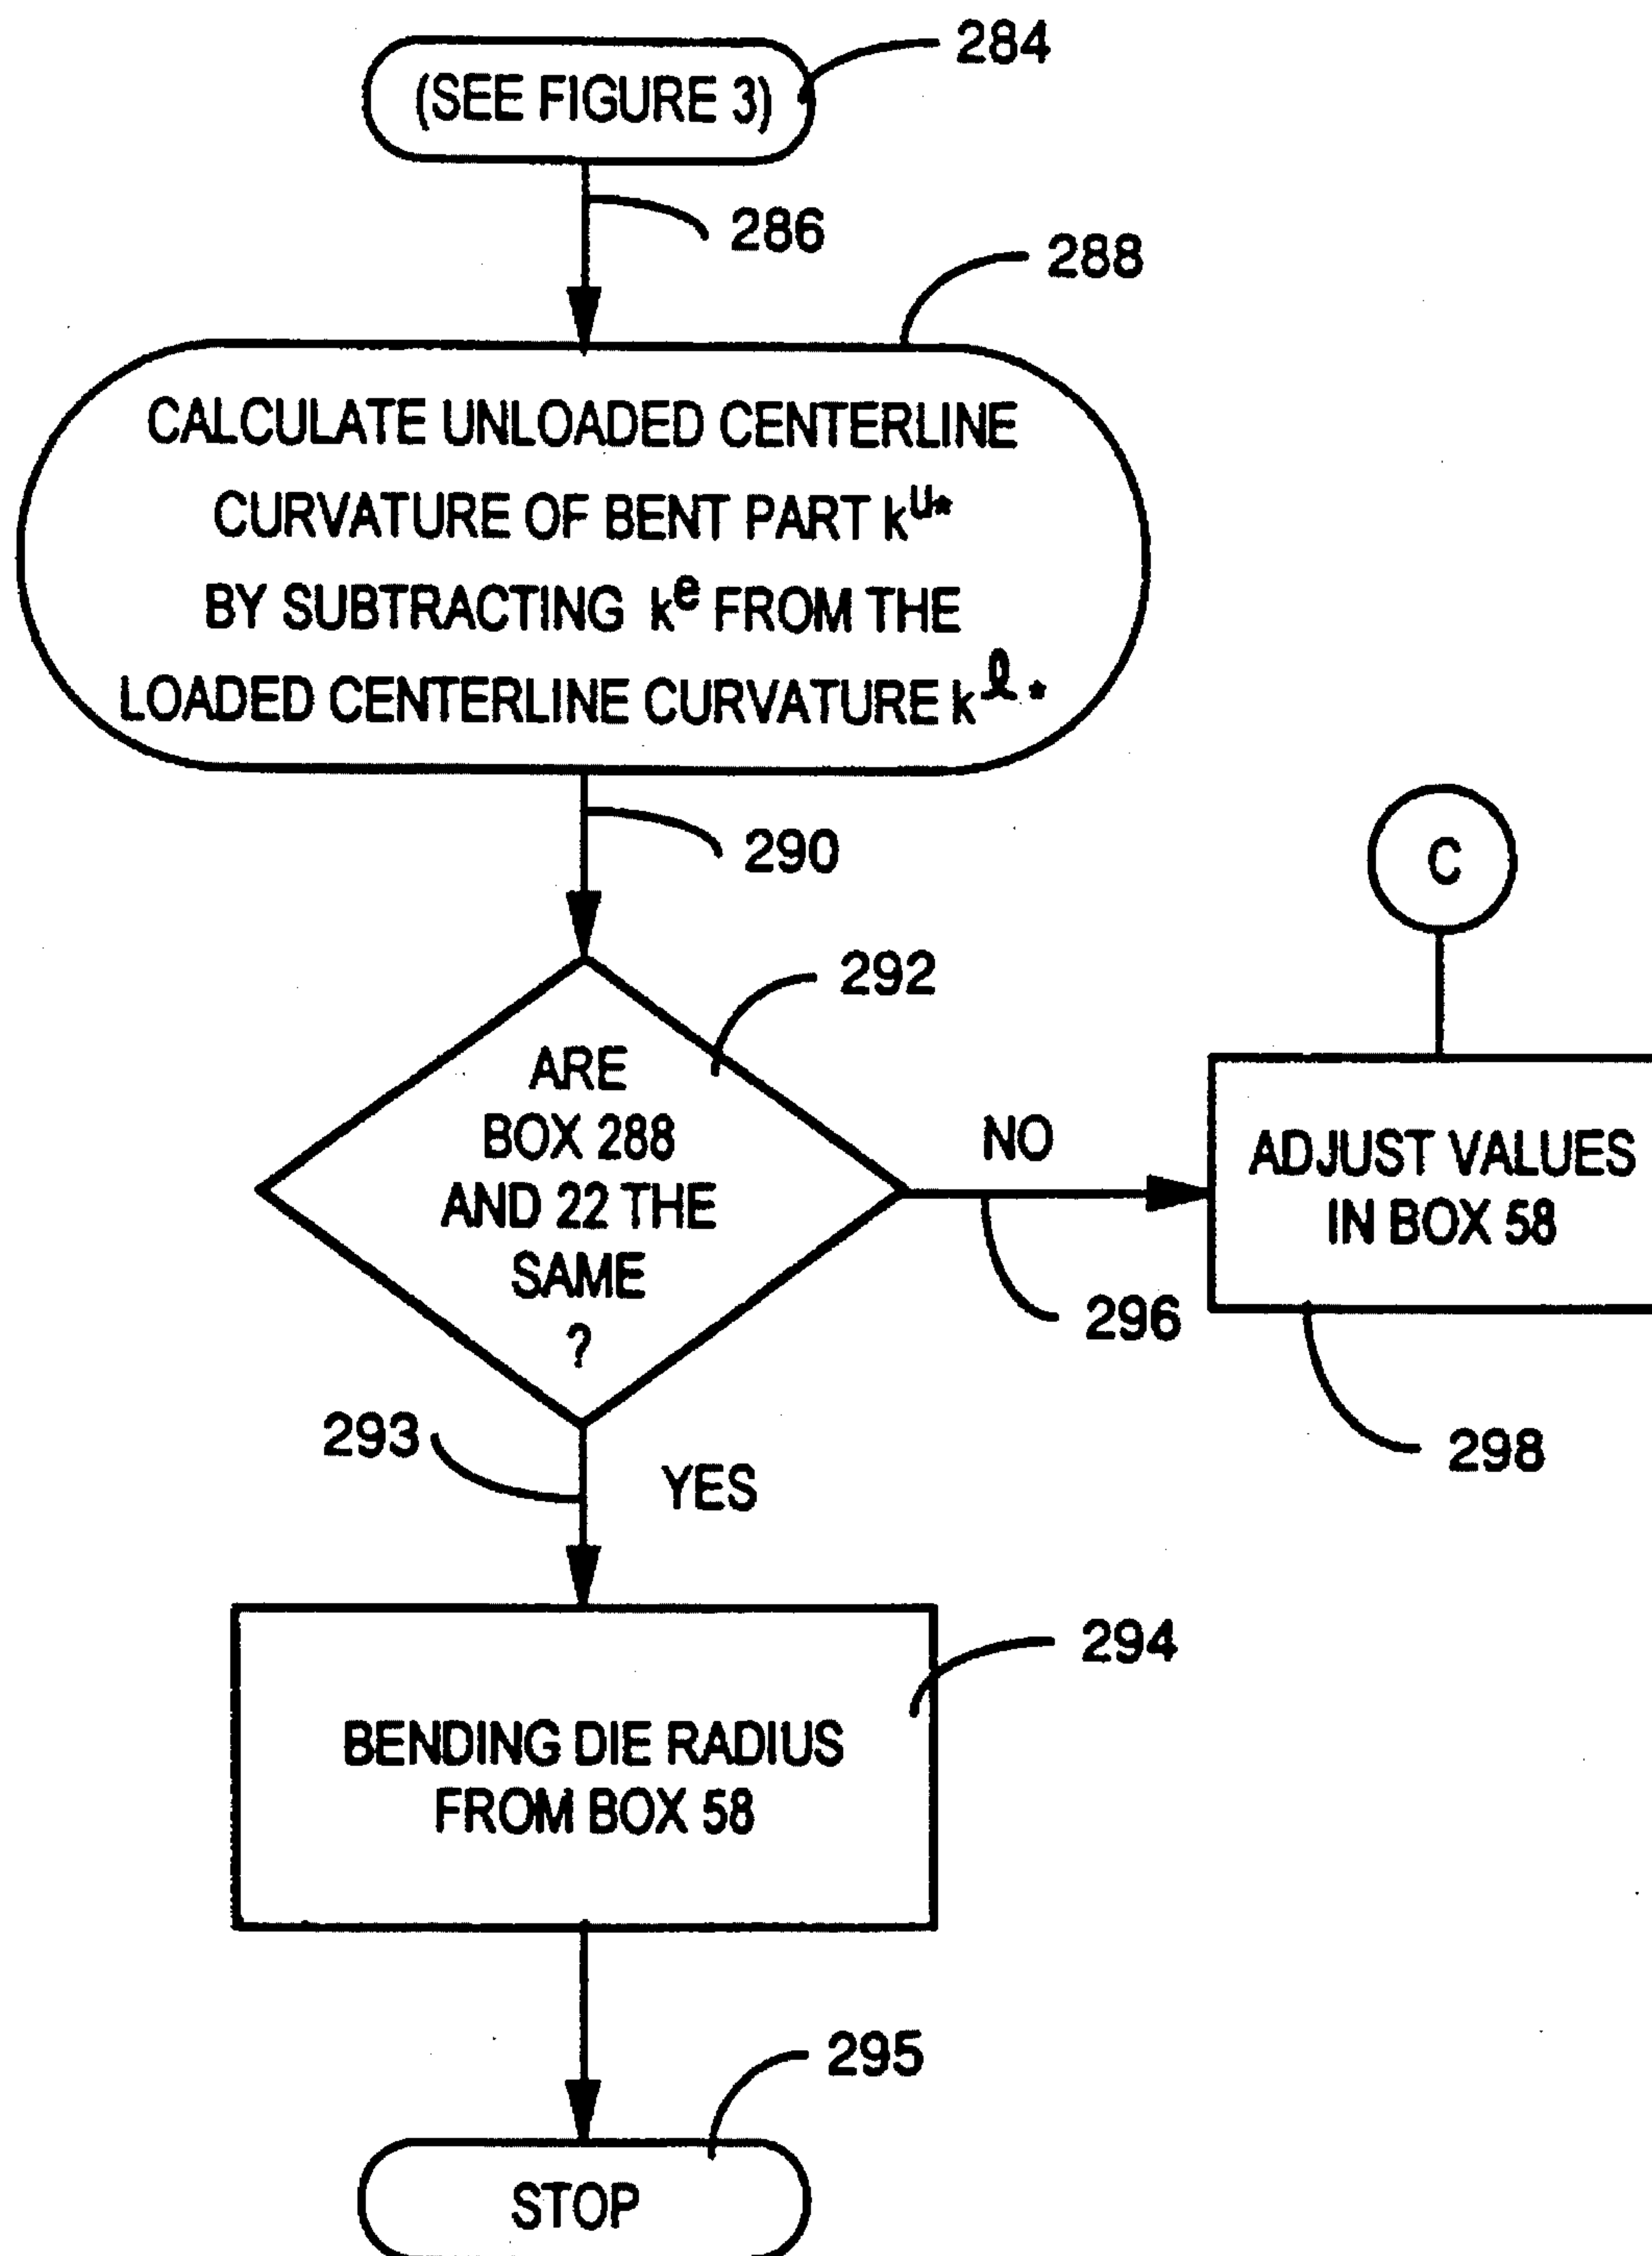 284
(SEE FIGURE 3)
286
288
CALCULATE UNLOADED CENTERLINE
CURVATURE OF BENT PART k^u*
BY SUBTRACTING k^e FROM THE
LOADED CENTERLINE CURVATURE k^ℓ*
290
C
292
ARE
BOX 288
AND 22 THE
SAME
?
NO
ADJUST VALUES
IN BOX 58
296
298
293
YES
294
BENDING DIE RADIUS
FROM BOX 58
295
STOP